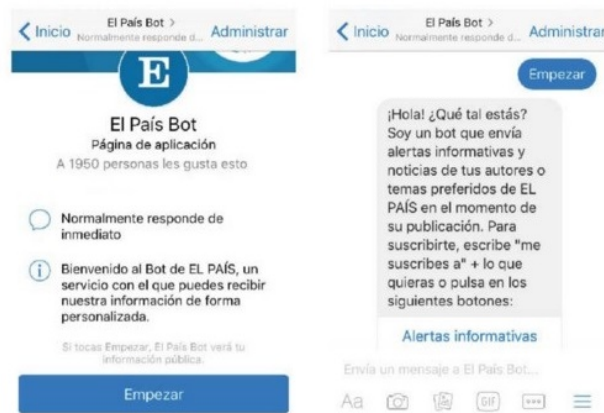 Inicio
El País Bot >
Normalmente responde d...
Administrar
E
El País Bot
Página de aplicación
A 1950 personas les gusta esto
Normalmente responde de
inmediato
i
Bienvenido al Bot de EL PAÍS, un
servicio con el que puedes recibir
nuestra información de forma
personalizada.
Si tocas Empezar, El País Bot verá tu
información pública.
Empezar
Inicio
El País Bot >
Normalmente responde d...
Administrar
Empezar
¡Hola! ¿Qué tal estás?
Soy un bot que envía
alertas informativas y
noticias de tus autores o
temas preferidos de EL
PAÍS en el momento de
su publicación. Para
suscribirte, escribe "me
suscribes a" + lo que
quieras o pulsa en los
siguientes botones:
Alertas informativas
Envía un mensaje a El País Bot...
Aa
GIF